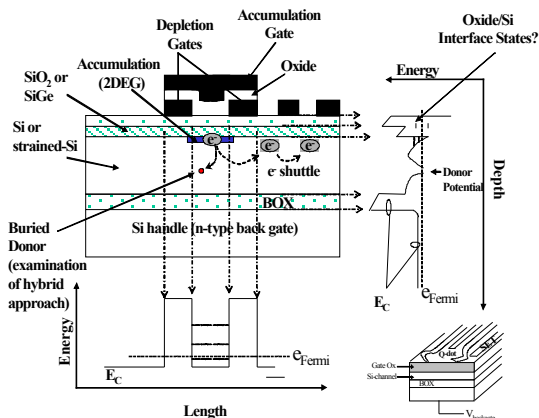 Depletion
Gates
Accumulation
Gate
Oxide
Accumulation
(2DEG)
SiO2 or
SiGe
Si or
strained-Si
e-
e-
e-
e- shuttle
BOX
Si handle (n-type back gate)
Buried
Donor
(examination
of hybrid
approach)
Energy
EC
eFermi
Length
Oxide/Si
Interface States?
Energy
Depth
Donor
Potential
EC
eFermi
Q-dot
SET
Gate Ox
Si-channel
BOX
Vbackgate